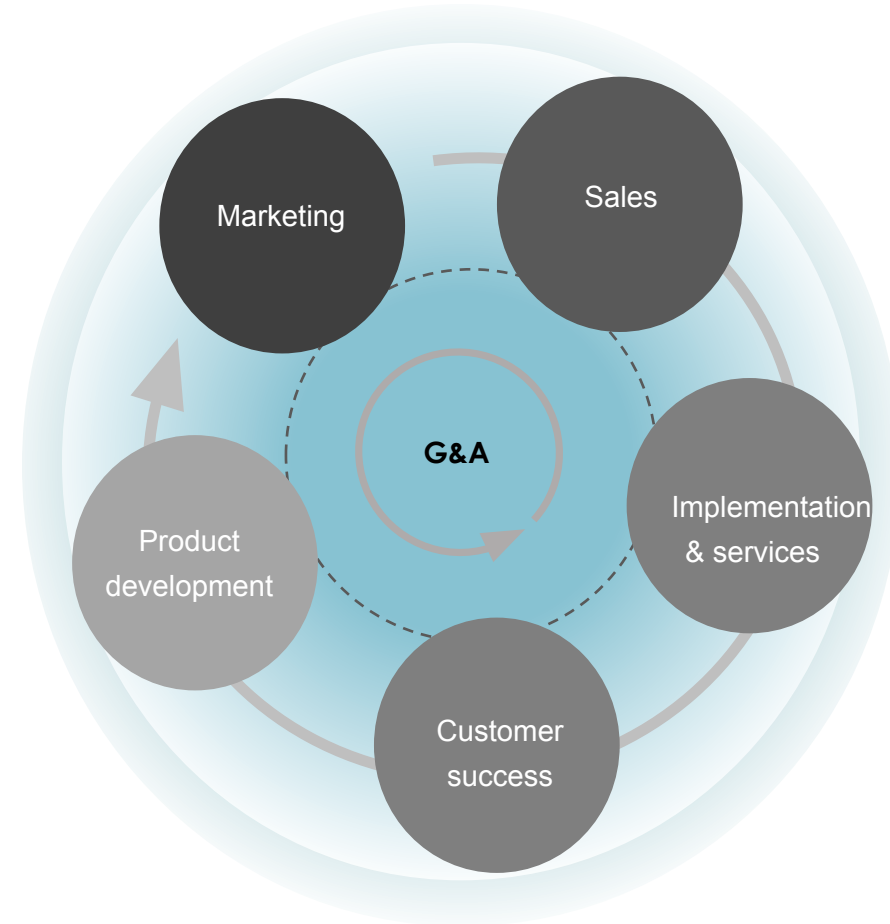 Marketing
Sales
G&A
Implementation
& services
Product
development
Customer
success